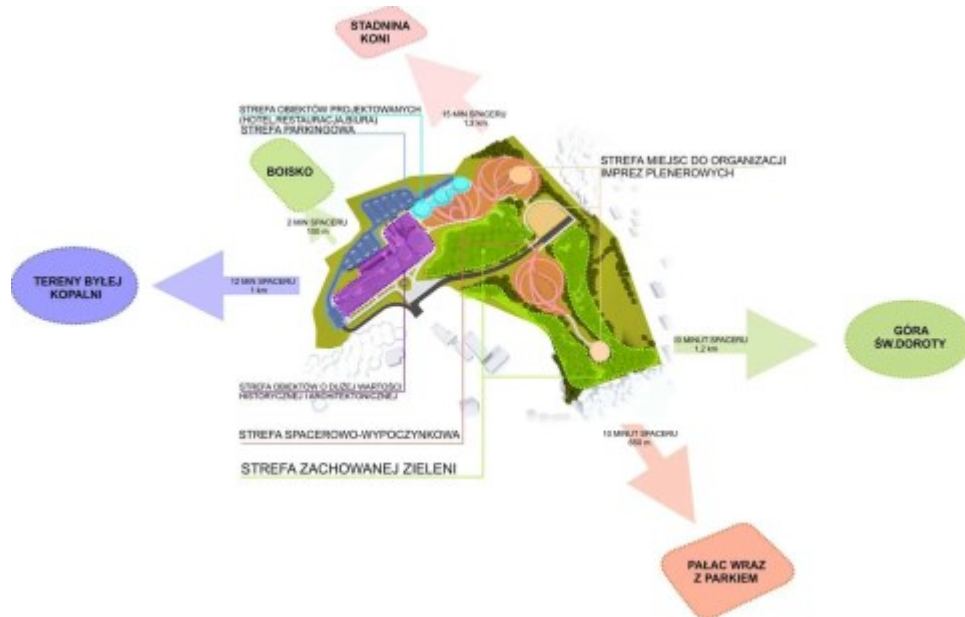 STADNINA
KONI
STREFA OBIEKTÓW PROJEKTOWANYCH
(HOTEL,RESTAURACJA,BIURA)
STREFA PARKINGOWA
15 MIN SPACERU
1,3 km
STREFA MIEJSC DO ORGANIZACJI
IMPREZ PLENEROWYCH
BOISKO
2 MIN SPACERU
100 m
TERENY BYŁEJ
KOPALNI
12 MIN SPACERU
1 km
MINUT SPACERU
1,2 km
GÓRA
ŚW.DOROTY
STREFA OBIEKTÓW O DUŻEJ WARTOŚCI
HISTORYCZNEJ I ARCHITEKTONICZNEJ
STREFA SPACEROWO-WYPOCZYNKOWA
10 MINUT SPACERU
STREFA ZACHOWANEJ ZIELENI
PAŁAC WRAZ
Z PARKIEM